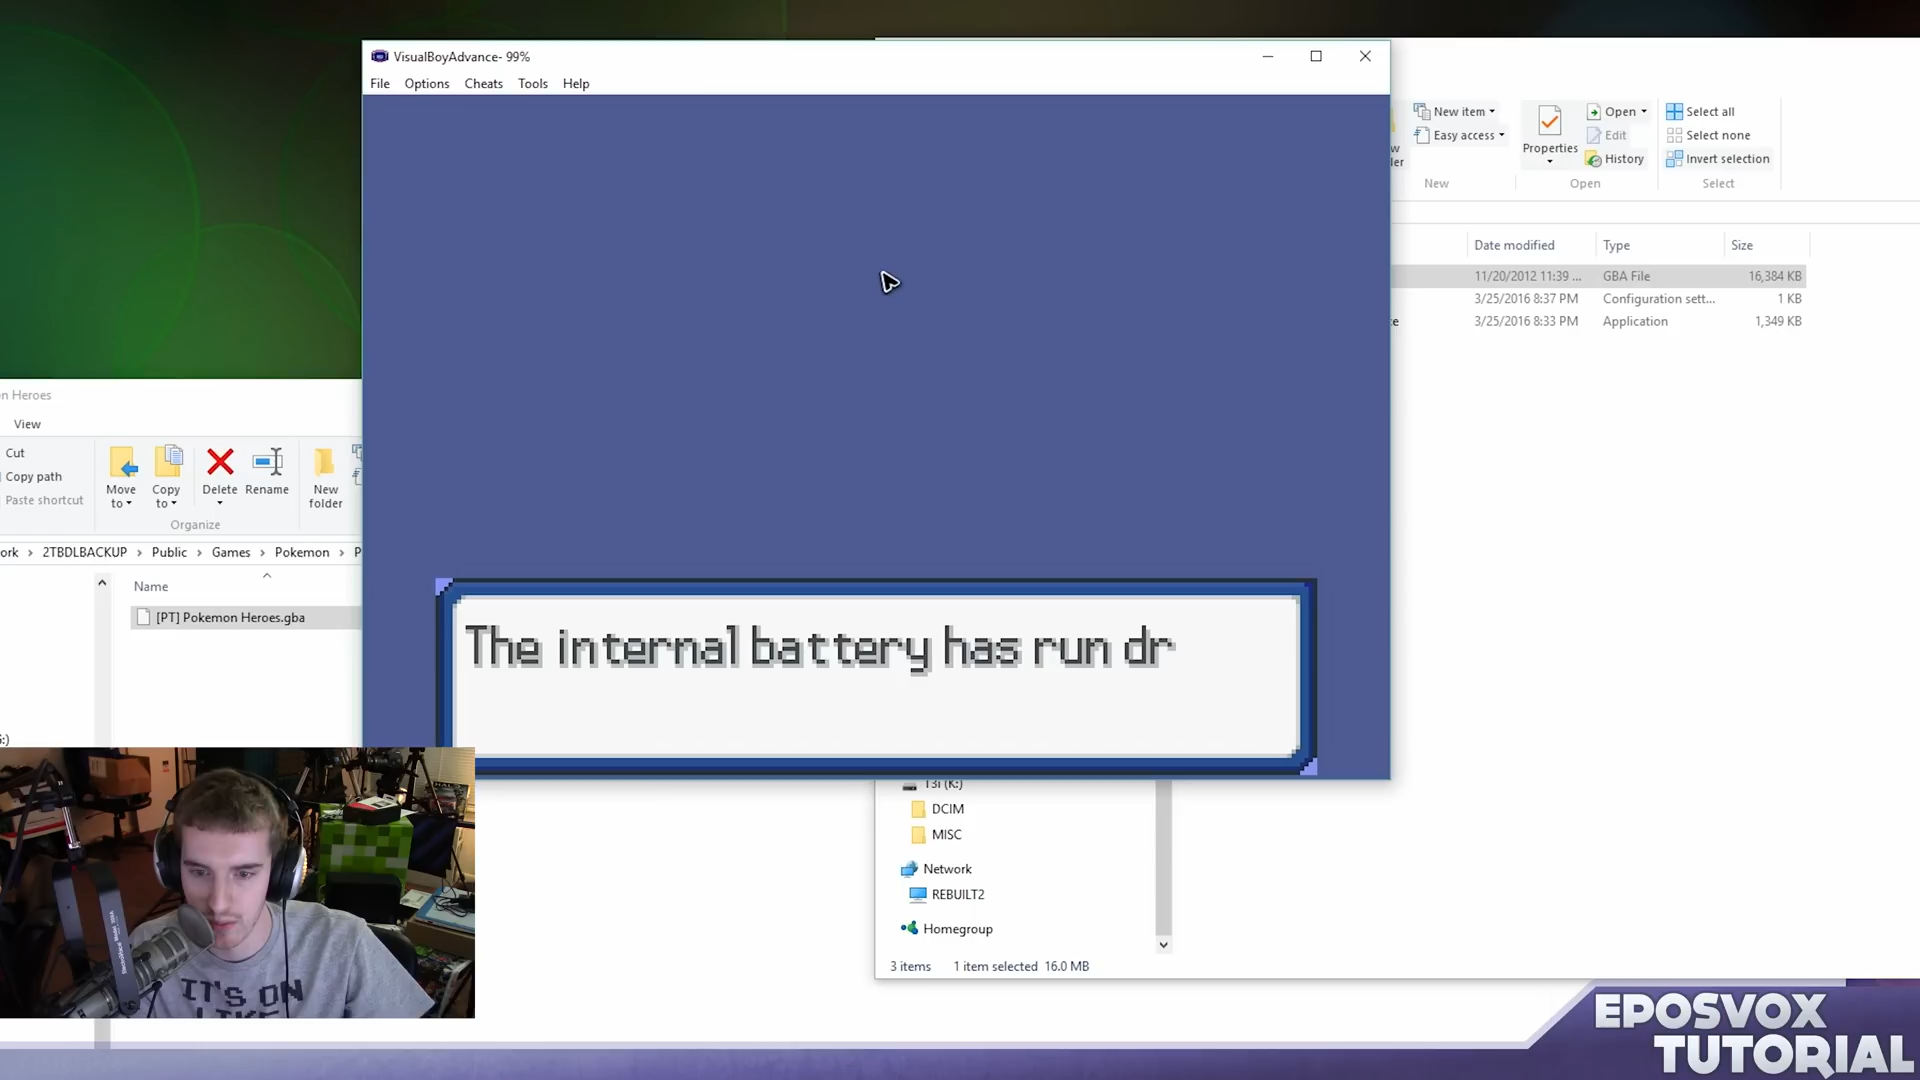 VisualBoyAdvance- 99%
File Options Cheats Tools Help
New item
Easy access
Properties
Open
Edit
History
Select all
Select none
Invert selection
New
Open
Select
Date modified Type Size
11/20/2012 11:39 ... GBA File 16,384 KB
3/25/2016 8:37 PM Configuration sett... 1 KB
3/25/2016 8:33 PM Application 1,349 KB
n Heroes
View
Cut
Copy path
Paste shortcut
Move to
Copy to
Delete
Rename
New folder
Organize
ork > 2TBDLBACKUP > Public > Games > Pokemon > P
Name
[PT] Pokemon Heroes.gba
The internal battery has run dr
T3i (K:)
DCIM
MISC
Network
REBUILT2
Homegroup
3 items 1 item selected 16.0 MB
IT'S ON
LIKE
EPOSVOX
TUTORIAL